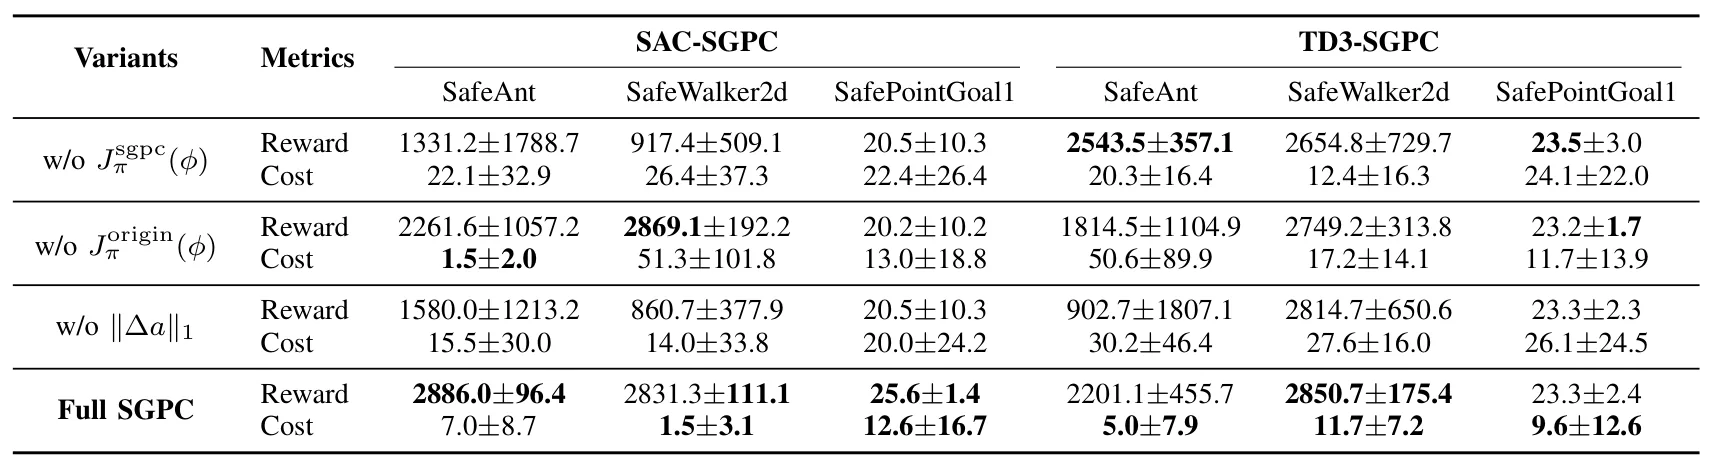 Variants Metrics SAC-SGPC TD3-SGPC
SafeAnt SafeWalker2d SafePointGoal1 SafeAnt SafeWalker2d SafePointGoal1
w/o J_π^sgpc(ϕ) Reward 1331.2±1788.7 917.4±509.1 20.5±10.3 2543.5±357.1 2654.8±729.7 23.5±3.0
Cost 22.1±32.9 26.4±37.3 22.4±26.4 20.3±16.4 12.4±16.3 24.1±22.0
w/o J_π^origin(ϕ) Reward 2261.6±1057.2 2869.1±192.2 20.2±10.2 1814.5±1104.9 2749.2±313.8 23.2±1.7
Cost 1.5±2.0 51.3±101.8 13.0±18.8 50.6±89.9 17.2±14.1 11.7±13.9
w/o ‖Δa‖₁ Reward 1580.0±1213.2 860.7±377.9 20.5±10.3 902.7±1807.1 2814.7±650.6 23.3±2.3
Cost 15.5±30.0 14.0±33.8 20.0±24.2 30.2±46.4 27.6±16.0 26.1±24.5
Full SGPC Reward 2886.0±96.4 2831.3±111.1 25.6±1.4 2201.1±455.7 2850.7±175.4 23.3±2.4
Cost 7.0±8.7 1.5±3.1 12.6±16.7 5.0±7.9 11.7±7.2 9.6±12.6